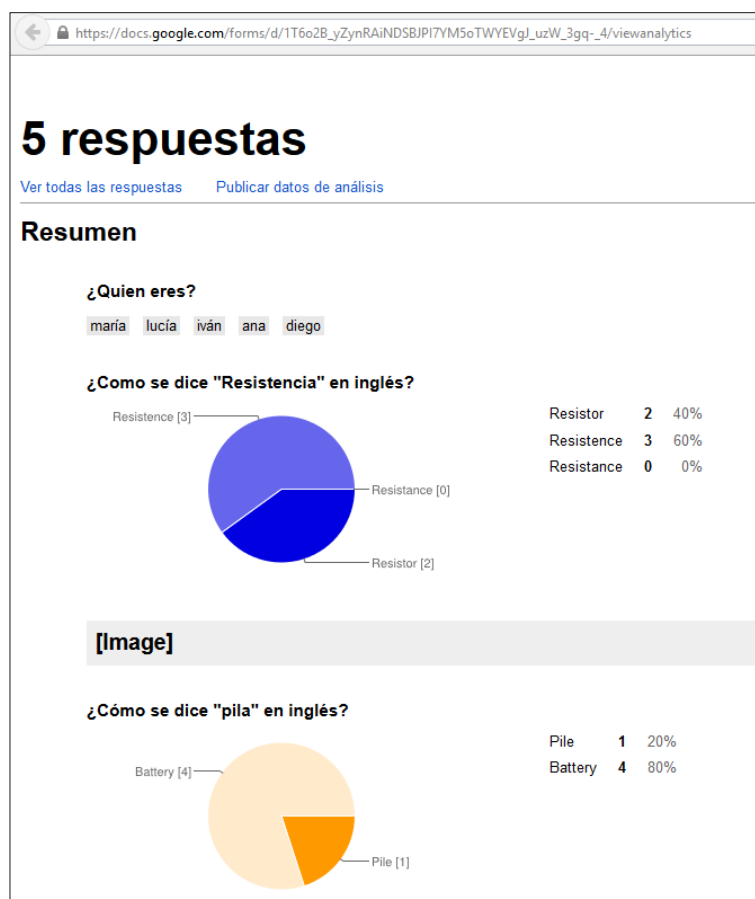 https://docs.google.com/forms/d/1T6o2B_yZynRAiNDSBJPl7YM5oTWYEVgJ_uzW_3gq-_4/viewanalytics
5 respuestas
Ver todas las respuestas Publicar datos de análisis
Resumen
¿Quien eres?
maría lucía iván ana diego
¿Como se dice "Resistencia" en inglés?
Resistence [3]
Resistance [0]
Resistor [2]
Resistor 2 40%
Resistence 3 60%
Resistance 0 0%
[Image]
¿Cómo se dice "pila" en inglés?
Battery [4]
Pile [1]
Pile 1 20%
Battery 4 80%